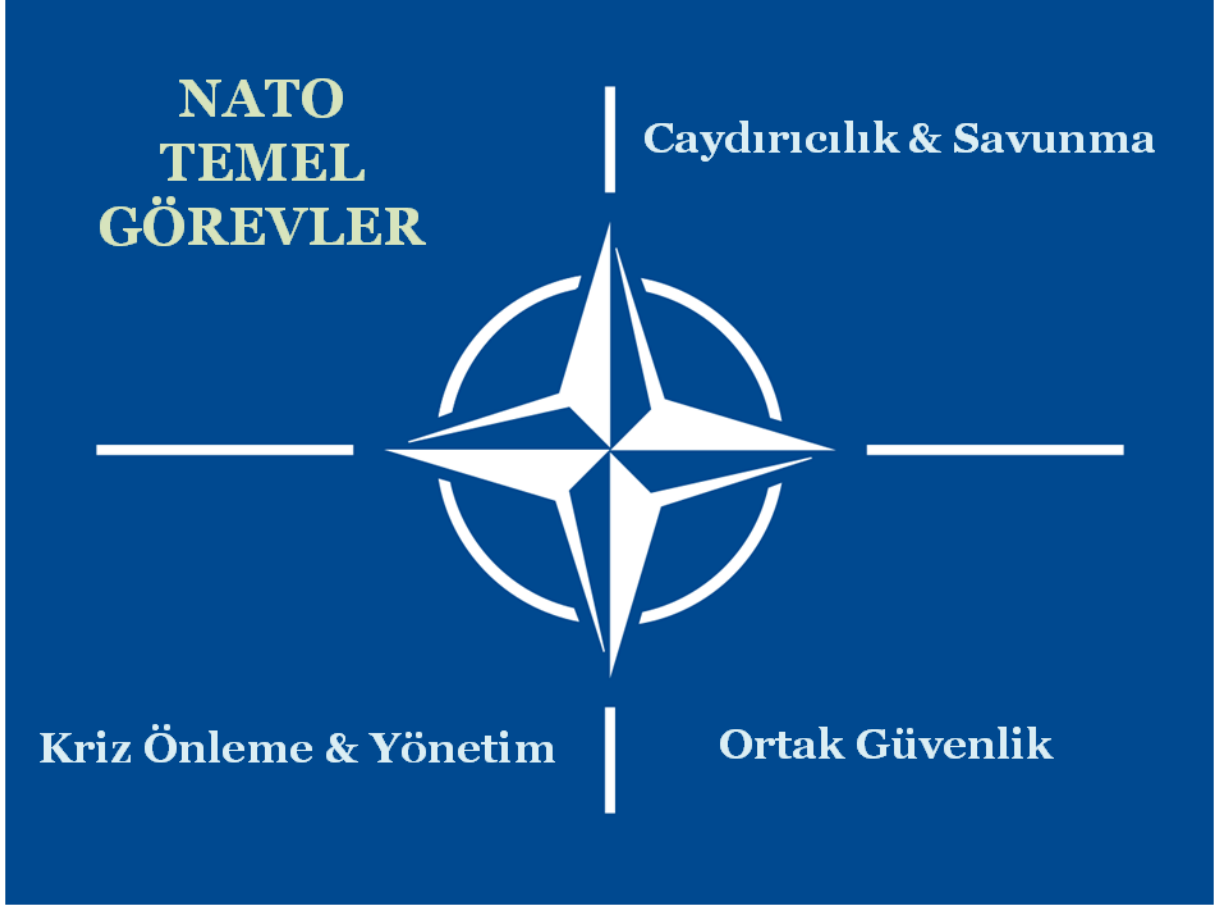 NATO
TEMEL
GÖREVLER
Caydırıcılık & Savunma
Kriz Önleme & Yönetim
Ortak Güvenlik